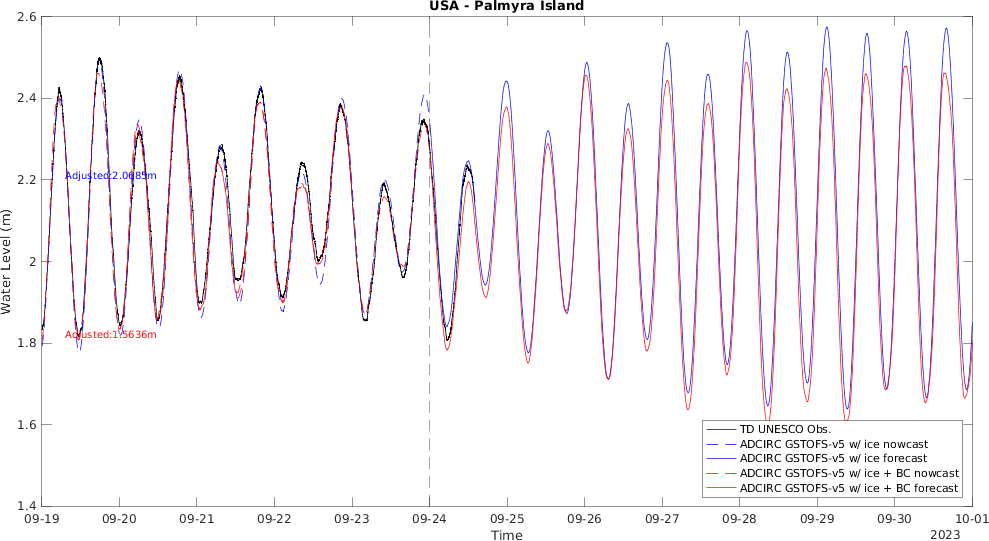 USA - Palmyra Island
2.6
2.4
2.2
2
1.8
1.6
1.4
Water Level (m)
Adjusted:2.0685m
Adjusted:1.5636m
TD UNESCO Obs.
ADCIRC GSTOFS-v5 w/ ice nowcast
ADCIRC GSTOFS-v5 w/ ice forecast
ADCIRC GSTOFS-v5 w/ ice + BC nowcast
ADCIRC GSTOFS-v5 w/ ice + BC forecast
09-19 09-20 09-21 09-22 09-23 09-24 09-25 09-26 09-27 09-28 09-29 09-30 10-01
Time
2023